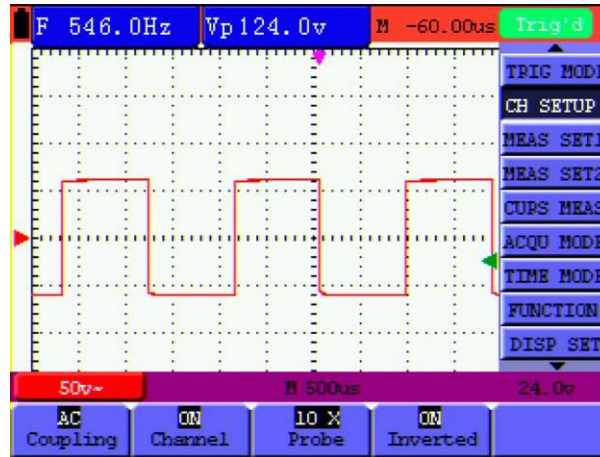 F 546.0Hz Vp124.0v M -60.00us Trig'd
TRIG MODE
CH SETUP
MEAS SET1
MEAS SET2
CURS MEAS
ACQU MODE
TIME MODE
FUNCTION
DISP SET
50v~ M 500us 24.0v
AC ON 10 X ON
Coupling Channel Probe Inverted